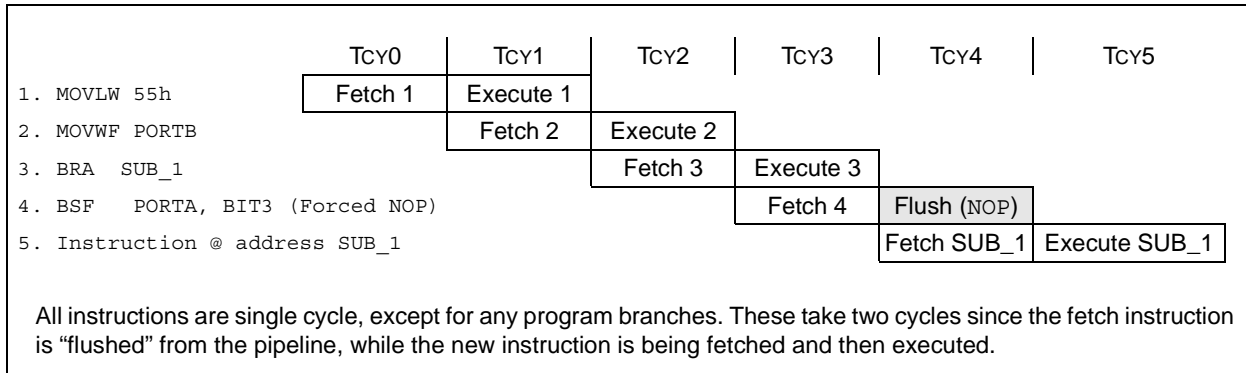 TCY0 TCY1 TCY2 TCY3 TCY4 TCY5
1. MOVLW 55h Fetch 1 Execute 1
2. MOVWF PORTB Fetch 2 Execute 2
3. BRA SUB_1 Fetch 3 Execute 3
4. BSF PORTA, BIT3 (Forced NOP) Fetch 4 Flush (NOP)
5. Instruction @ address SUB_1 Fetch SUB_1 Execute SUB_1
All instructions are single cycle, except for any program branches. These take two cycles since the fetch instruction
is “flushed” from the pipeline, while the new instruction is being fetched and then executed.